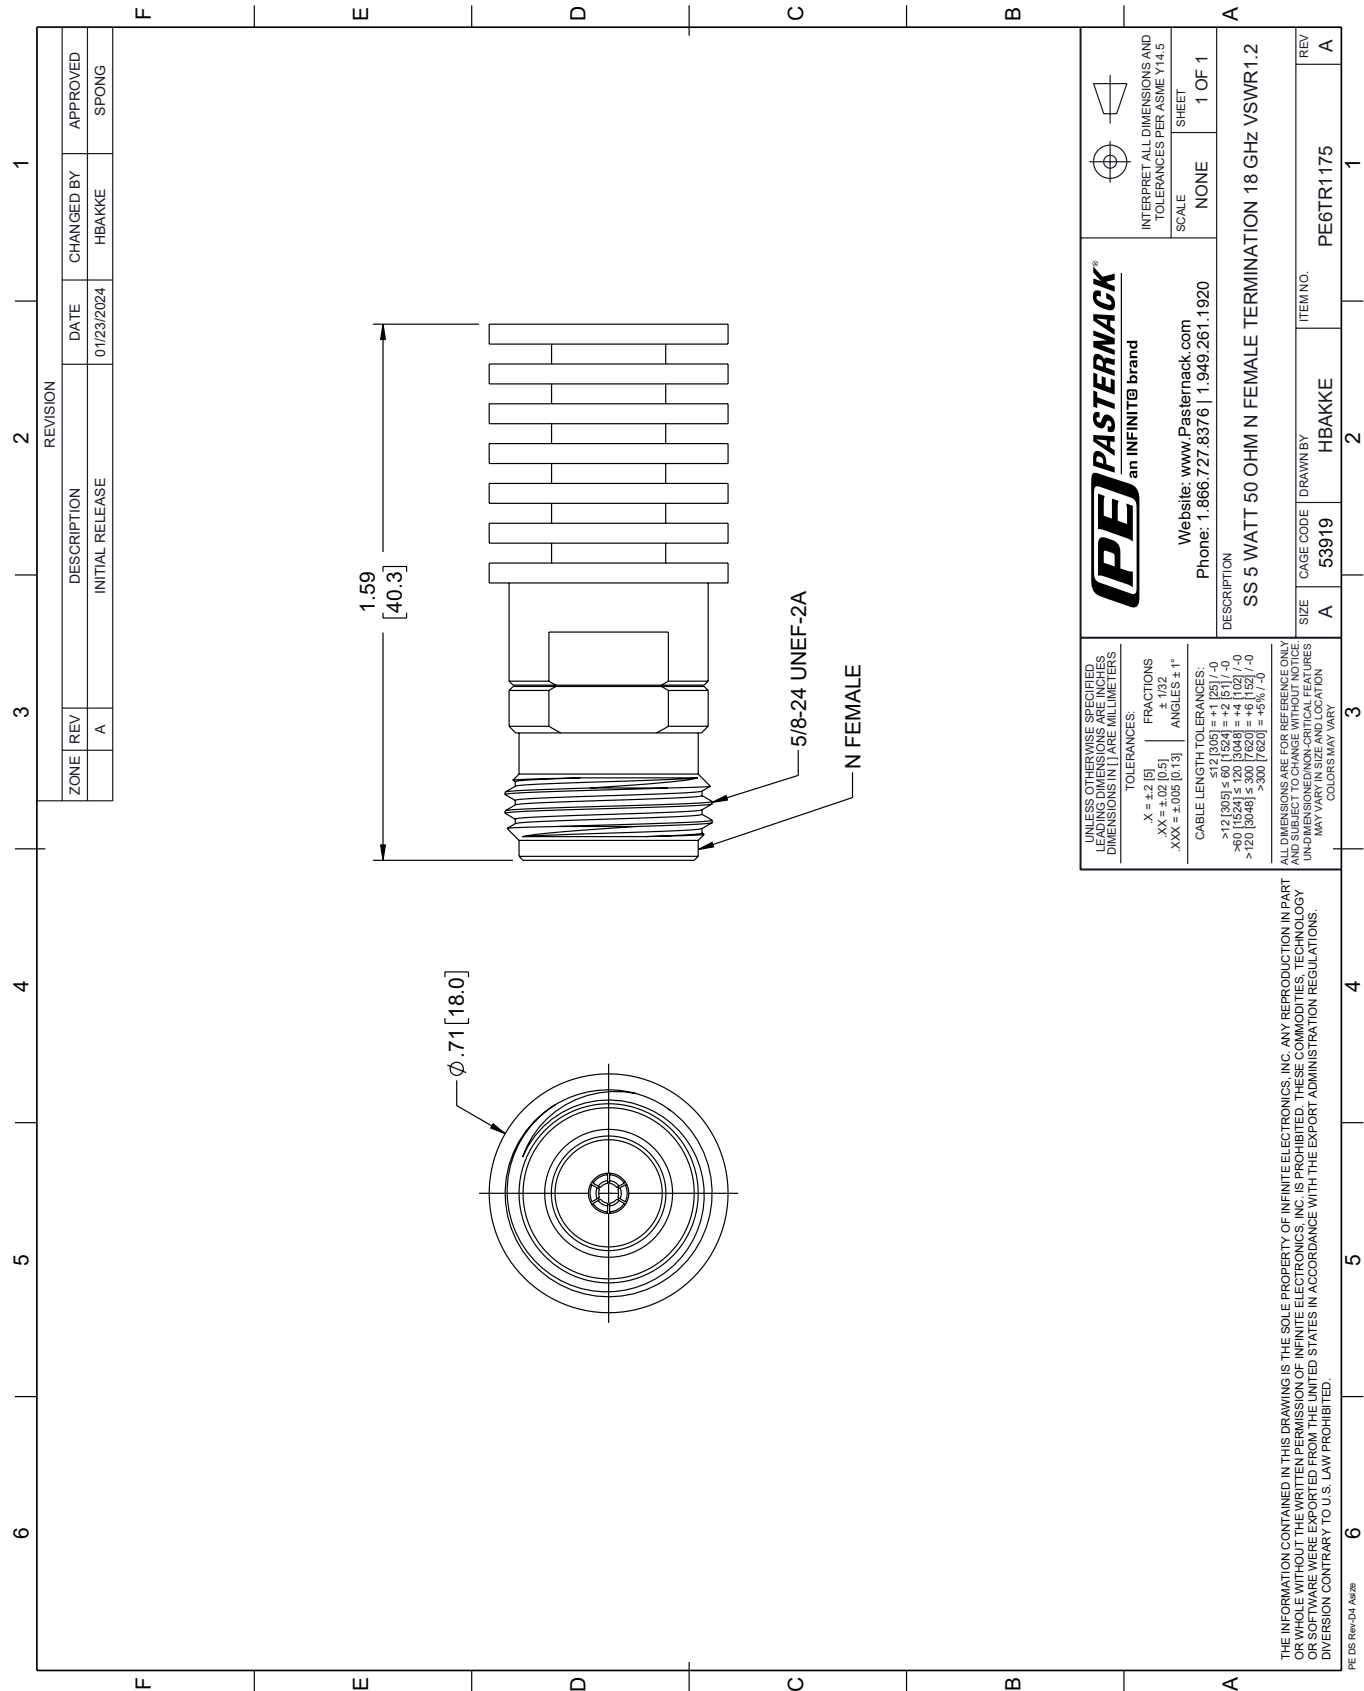 6
5
4
3
2
1
F
E
D
C
B
A
REVISION
ZONE REV DESCRIPTION DATE CHANGED BY APPROVED
A INITIAL RELEASE 01/23/2024 HBAKKE SPONG
1.59
[40.3]
⌀.71 [18.0]
5/8-24 UNEF-2A
N FEMALE
THE INFORMATION CONTAINED IN THIS DRAWING IS THE SOLE PROPERTY OF INFINITE ELECTRONICS, INC. ANY REPRODUCTION IN PART
OR WHOLE WITHOUT THE WRITTEN PERMISSION OF INFINITE ELECTRONICS, INC. IS PROHIBITED. THESE COMMODITIES, TECHNOLOGY
OR SOFTWARE WERE EXPORTED FROM THE UNITED STATES IN ACCORDANCE WITH THE EXPORT ADMINISTRATION REGULATIONS.
DIVERSION CONTRARY TO U.S. LAW PROHIBITED.
UNLESS OTHERWISE SPECIFIED
LEADING DIMENSIONS ARE INCHES
DIMENSIONS IN [ ] ARE MILLIMETERS
TOLERANCES:
.X = ±.2 [5] FRACTIONS
.XX = ±.02 [0.5] ± 1/32
.XXX = ±.005 [0.13] ANGLES ± 1°
CABLE LENGTH TOLERANCES:
≤12 [305] = +1 [25] / -0
>12 [305] ≤ 60 [1524] = +2 [51] / -0
>60 [1524] ≤ 120 [3048] = +4 [102] / -0
>120 [3048] ≤ 300 [7620] = +6 [152] / -0
>300 [7620] = +5% / -0
ALL DIMENSIONS ARE FOR REFERENCE ONLY
AND SUBJECT TO CHANGE WITHOUT NOTICE.
UN-DIMENSIONED/NON-CRITICAL FEATURES
MAY VARY IN SIZE AND LOCATION
COLORS MAY VARY
PE PASTERNACK®
an INFINIT@ brand
Website: www.Pasternack.com
Phone: 1.866.727.8376 | 1.949.261.1920
INTERPRET ALL DIMENSIONS AND
TOLERANCES PER ASME Y14.5
SCALE NONE
SHEET 1 OF 1
DESCRIPTION
SS 5 WATT 50 OHM N FEMALE TERMINATION 18 GHz VSWR1.2
SIZE A
CAGE CODE 53919
DRAWN BY HBAKKE
ITEM NO. PE6TR1175
REV A
6
5
4
3
2
1
F
E
D
C
B
A
PE DS Rev-D4 Asize